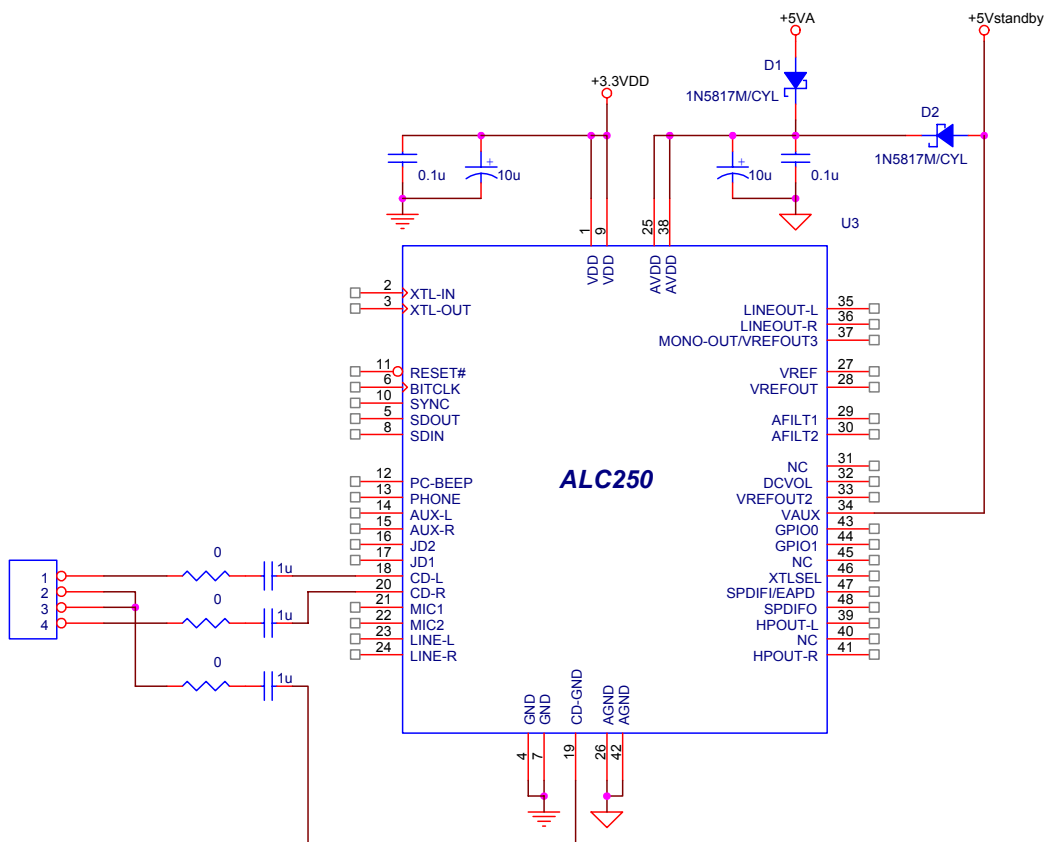 +5VA
+5Vstandby
D1
1N5817M/CYL
+3.3VDD
D2
1N5817M/CYL
0.1u
+
10u
+
10u
0.1u
U3
1
9
25
38
VDD
VDD
AVDD
AVDD
2 XTL-IN
3 XTL-OUT
11 RESET#
6 BITCLK
10 SYNC
5 SDOUT
8 SDIN
12 PC-BEEP
13 PHONE
14 AUX-L
15 AUX-R
16 JD2
17 JD1
18 CD-L
20 CD-R
21 MIC1
22 MIC2
23 LINE-L
24 LINE-R
ALC250
LINEOUT-L 35
LINEOUT-R 36
MONO-OUT/VREFOUT3 37
VREF 27
VREFOUT 28
AFILT1 29
AFILT2 30
NC 31
DCVOL 32
VREFOUT2 33
VAUX 34
GPIO0 43
GPIO1 44
NC 45
XTLSEL 46
SPDIFI/EAPD 47
SPDIFO 48
HPOUT-L 39
NC 40
HPOUT-R 41
1
2
3
4
0
1u
0
1u
0
1u
GND
GND
CD-GND
AGND
AGND
4
7
19
26
42